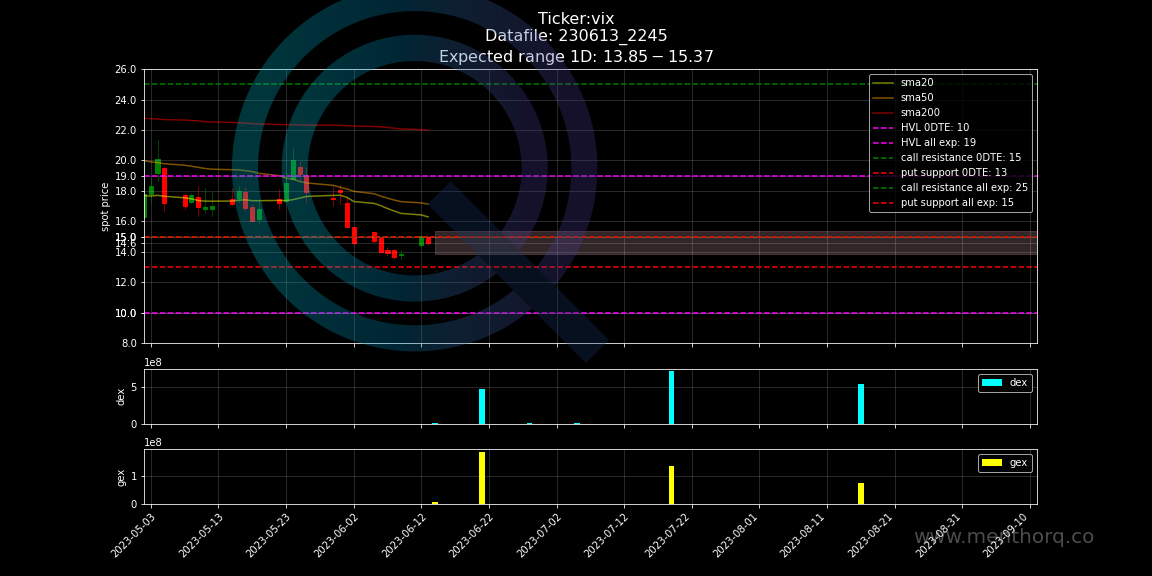 Ticker:vix
Datafile: 230613_2245
Expected range 1D: 13.85 − 15.37
spot price
26.0
24.0
22.0
20.0
19.0
18.0
16.0
15.0
14.6
14.0
12.0
10.0
8.0
sma20
sma50
sma200
HVL 0DTE: 10
HVL all exp: 19
call resistance 0DTE: 15
put support 0DTE: 13
call resistance all exp: 25
put support all exp: 15
1e8
dex
5
0
dex
1e8
gex
1
0
gex
2023-05-03
2023-05-13
2023-05-23
2023-06-02
2023-06-12
2023-06-22
2023-07-02
2023-07-12
2023-07-22
2023-08-01
2023-08-11
2023-08-21
2023-08-31
2023-09-10
www.menthorq.co